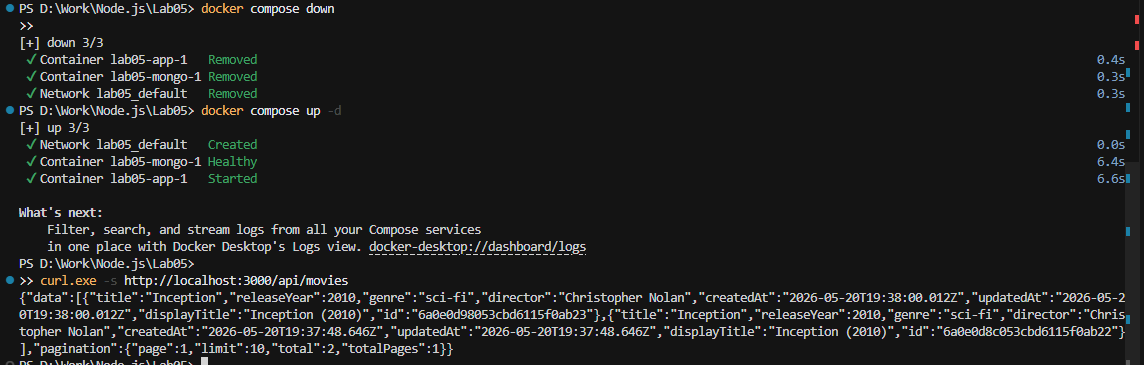 PS D:\Work\Node.js\Lab05> docker compose down
>>
[+] down 3/3
✓ Container lab05-app-1 Removed 0.4s
✓ Container lab05-mongo-1 Removed 0.3s
✓ Network lab05_default Removed 0.3s
PS D:\Work\Node.js\Lab05> docker compose up -d
[+] up 3/3
✓ Network lab05_default Created 0.0s
✓ Container lab05-mongo-1 Healthy 6.4s
✓ Container lab05-app-1 Started 6.6s
What's next:
Filter, search, and stream logs from all your Compose services
in one place with Docker Desktop's Logs view. docker-desktop://dashboard/logs
PS D:\Work\Node.js\Lab05>
>> curl.exe -s http://localhost:3000/api/movies
{"data":[{"title":"Inception","releaseYear":2010,"genre":"sci-fi","director":"Christopher Nolan","createdAt":"2026-05-20T19:38:00.012Z","updatedAt":"2026-05-2
0T19:38:00.012Z","displayTitle":"Inception (2010)","id":"6a0e0d98053cbd6115f0ab23"},{"title":"Inception","releaseYear":2010,"genre":"sci-fi","director":"Chris
topher Nolan","createdAt":"2026-05-20T19:37:48.646Z","updatedAt":"2026-05-20T19:37:48.646Z","displayTitle":"Inception (2010)","id":"6a0e0d8c053cbd6115f0ab22"}
],"pagination":{"page":1,"limit":10,"total":2,"totalPages":1}}
PS D:\Work\Node.js\Lab05>